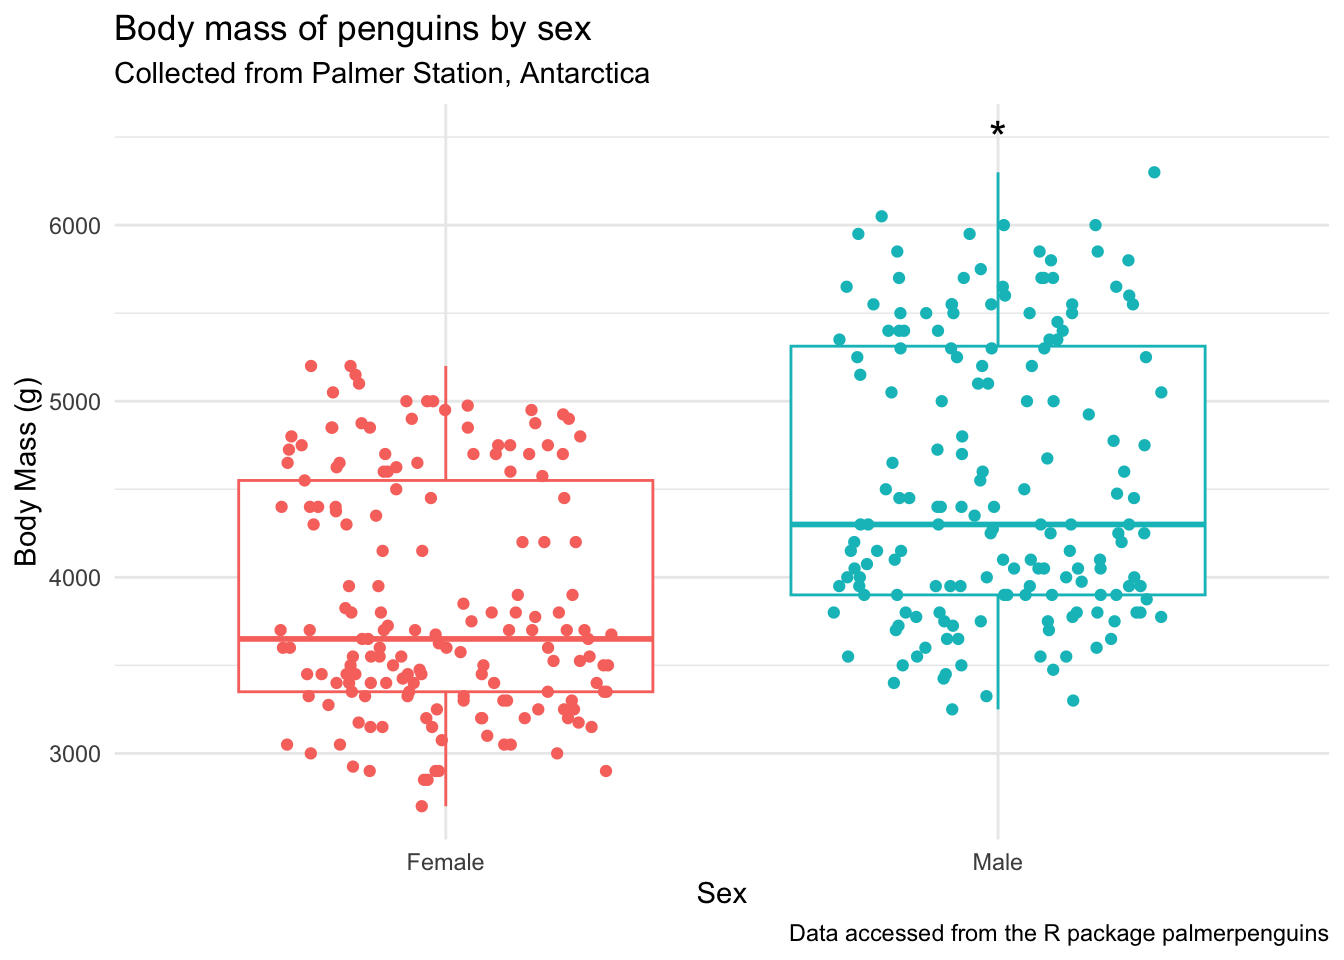 Body mass of penguins by sex
Collected from Palmer Station, Antarctica
*
6000
5000
4000
3000
Body Mass (g)
Female Male
Sex
Data accessed from the R package palmerpenguins